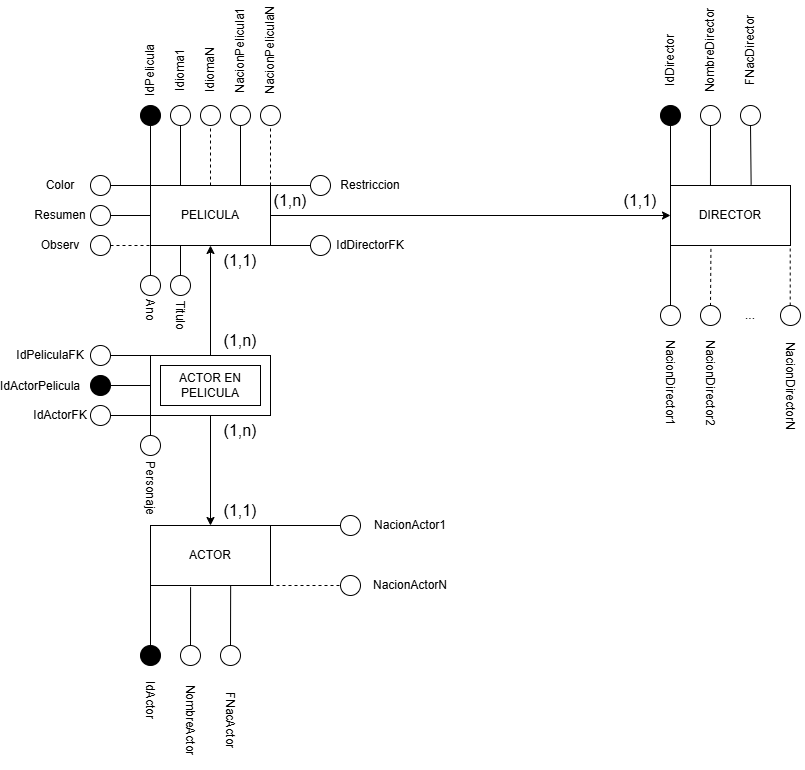 IdPelicula
Idioma1
IdiomaN
NacionPelicula1
NacionPeliculaN
IdDirector
NombreDirector
FNacDirector
Color
Restriccion
(1,n)
(1,1)
Resumen
PELICULA
DIRECTOR
Observ
IdDirectorFK
(1,1)
Ano
Titulo
...
NacionDirector1
NacionDirector2
NacionDirectorN
(1,n)
IdPeliculaFK
IdActorPelicula
ACTOR EN
PELICULA
IdActorFK
(1,n)
Personaje
(1,1)
NacionActor1
ACTOR
NacionActorN
IdActor
NombreActor
FNacActor